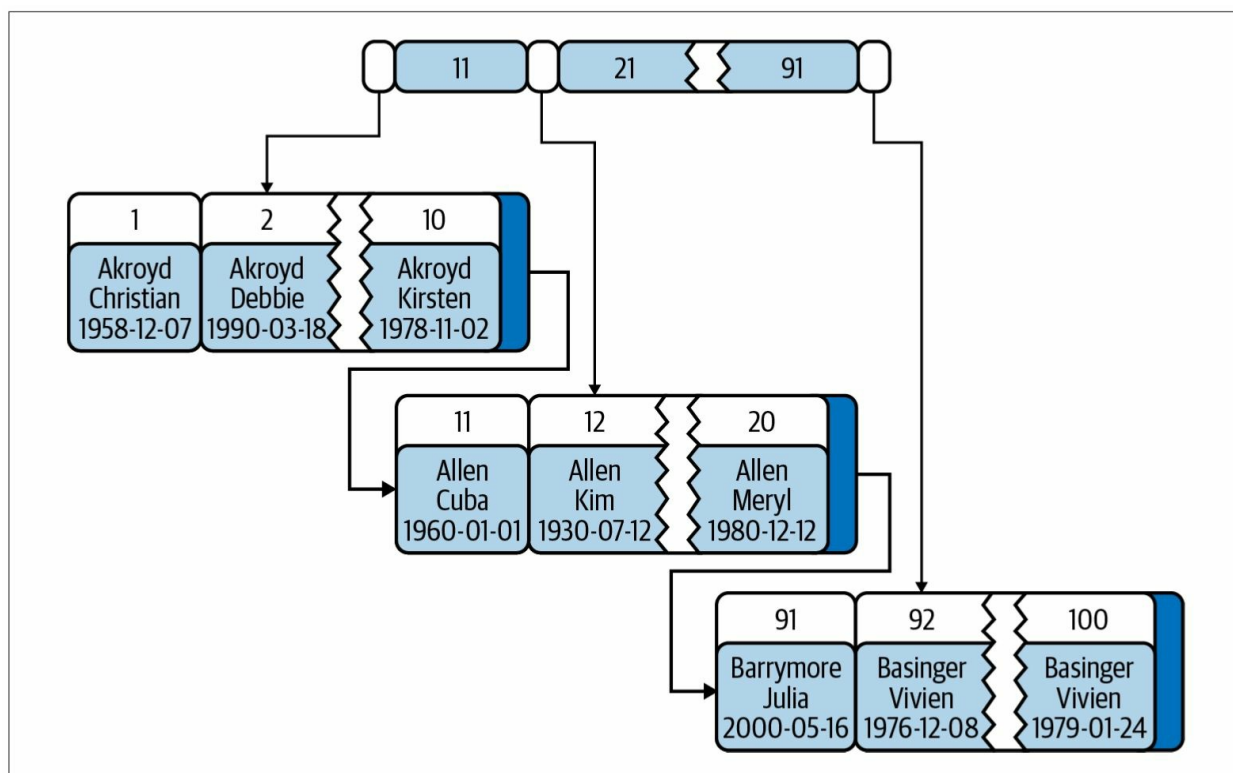 11 21 91
1 2 10
Akroyd Akroyd Akroyd
Christian Debbie Kirsten
1958-12-07 1990-03-18 1978-11-02
11 12 20
Allen Allen Allen
Cuba Kim Meryl
1960-01-01 1930-07-12 1980-12-12
91 92 100
Barrymore Basinger Basinger
Julia Vivien Vivien
2000-05-16 1976-12-08 1979-01-24